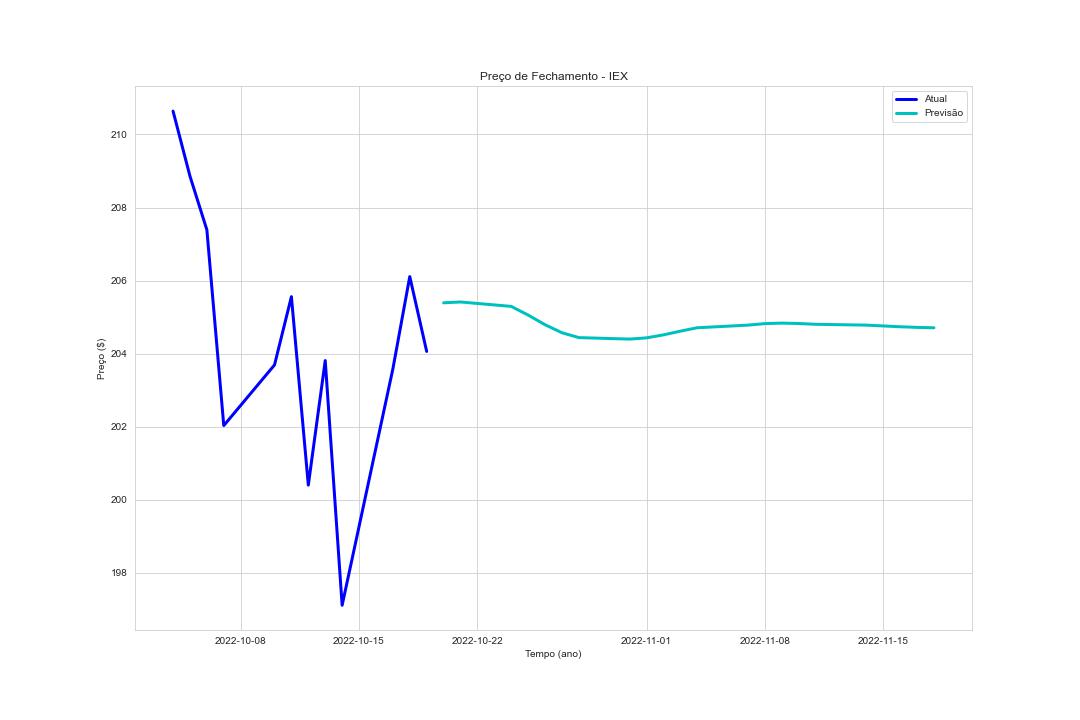 Preço de Fechamento - IEX
Atual
Previsão
210
208
206
204
202
200
198
Preço ($)
2022-10-08
2022-10-15
2022-10-22
2022-11-01
2022-11-08
2022-11-15
Tempo (ano)